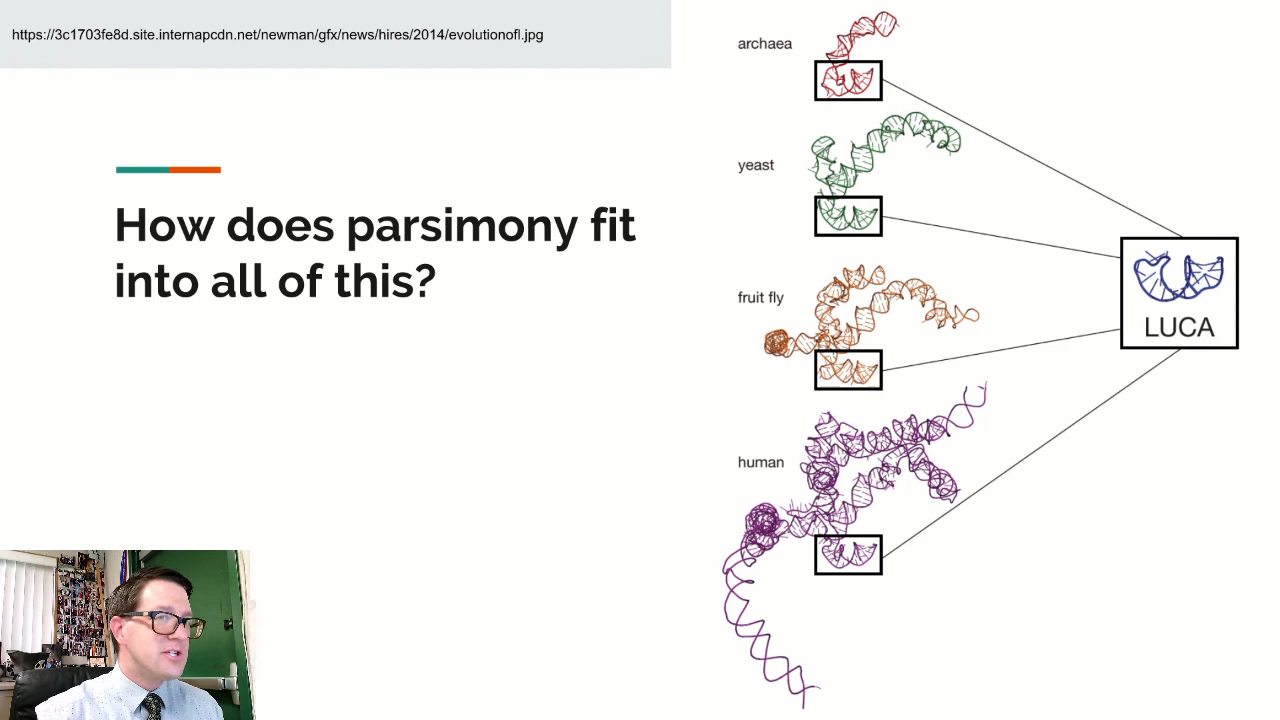 https://3c1703fe8d.site.internapcdn.net/newman/gfx/news/hires/2014/evolutionofl.jpg
How does parsimony fit
into all of this?
archaea
yeast
fruit fly
human
LUCA